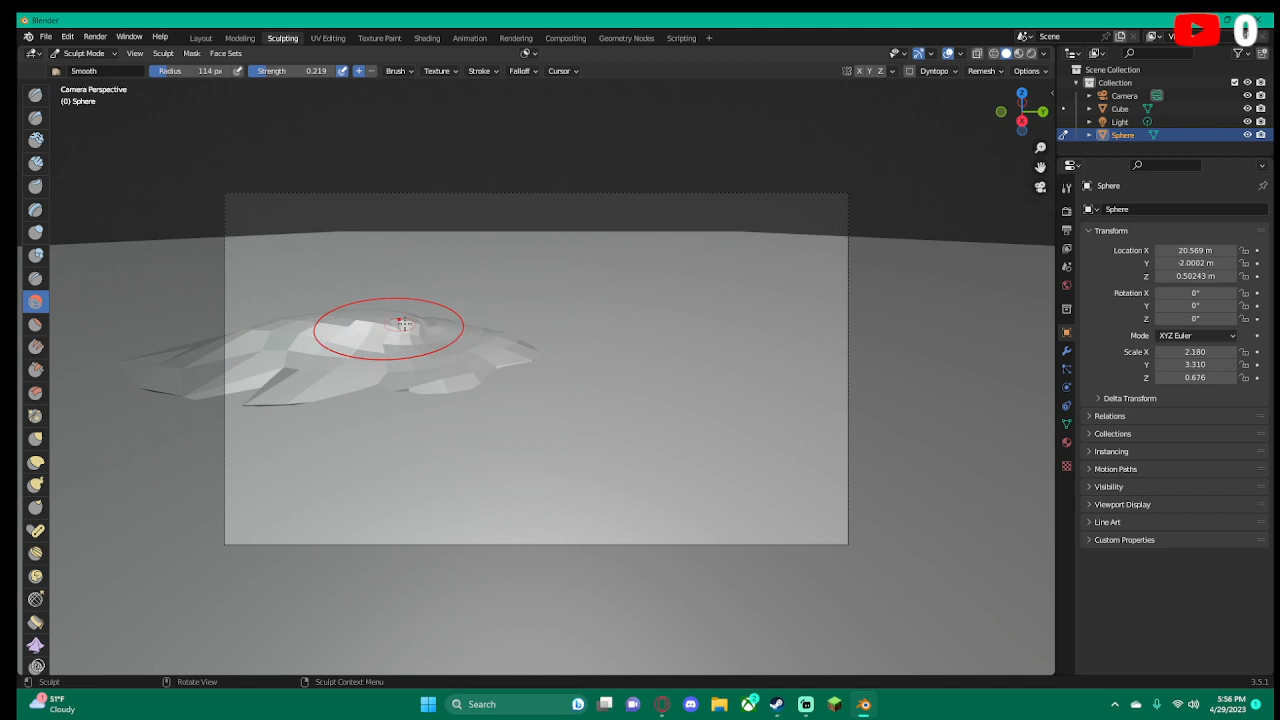 Blender
File Edit Render Window Help Layout Modeling Sculpting UV Editing Texture Paint Shading Animation Rendering Compositing Geometry Nodes Scripting + Scene 0
Sculpt Mode View Sculpt Mask Face Sets
Smooth Radius 114 px Strength 0.219 Brush Texture Stroke Falloff Cursor X Y Z Dyntopo Remesh Options
Camera Perspective
(0) Sphere
Z
Y
X
Scene Collection
Collection
Camera
Cube
Light
Sphere
Sphere
Sphere
Transform
Location X 20.569 m
Y -2.0002 m
Z 0.50243 m
Rotation X 0°
Y 0°
Z 0°
Mode XYZ Euler
Scale X 2.180
Y 3.310
Z 0.676
Delta Transform
Relations
Collections
Instancing
Motion Paths
Visibility
Viewport Display
Line Art
Custom Properties
Sculpt Rotate View Sculpt Context Menu 3.5.1
51°F
Cloudy
Search
5:56 PM
4/29/2023